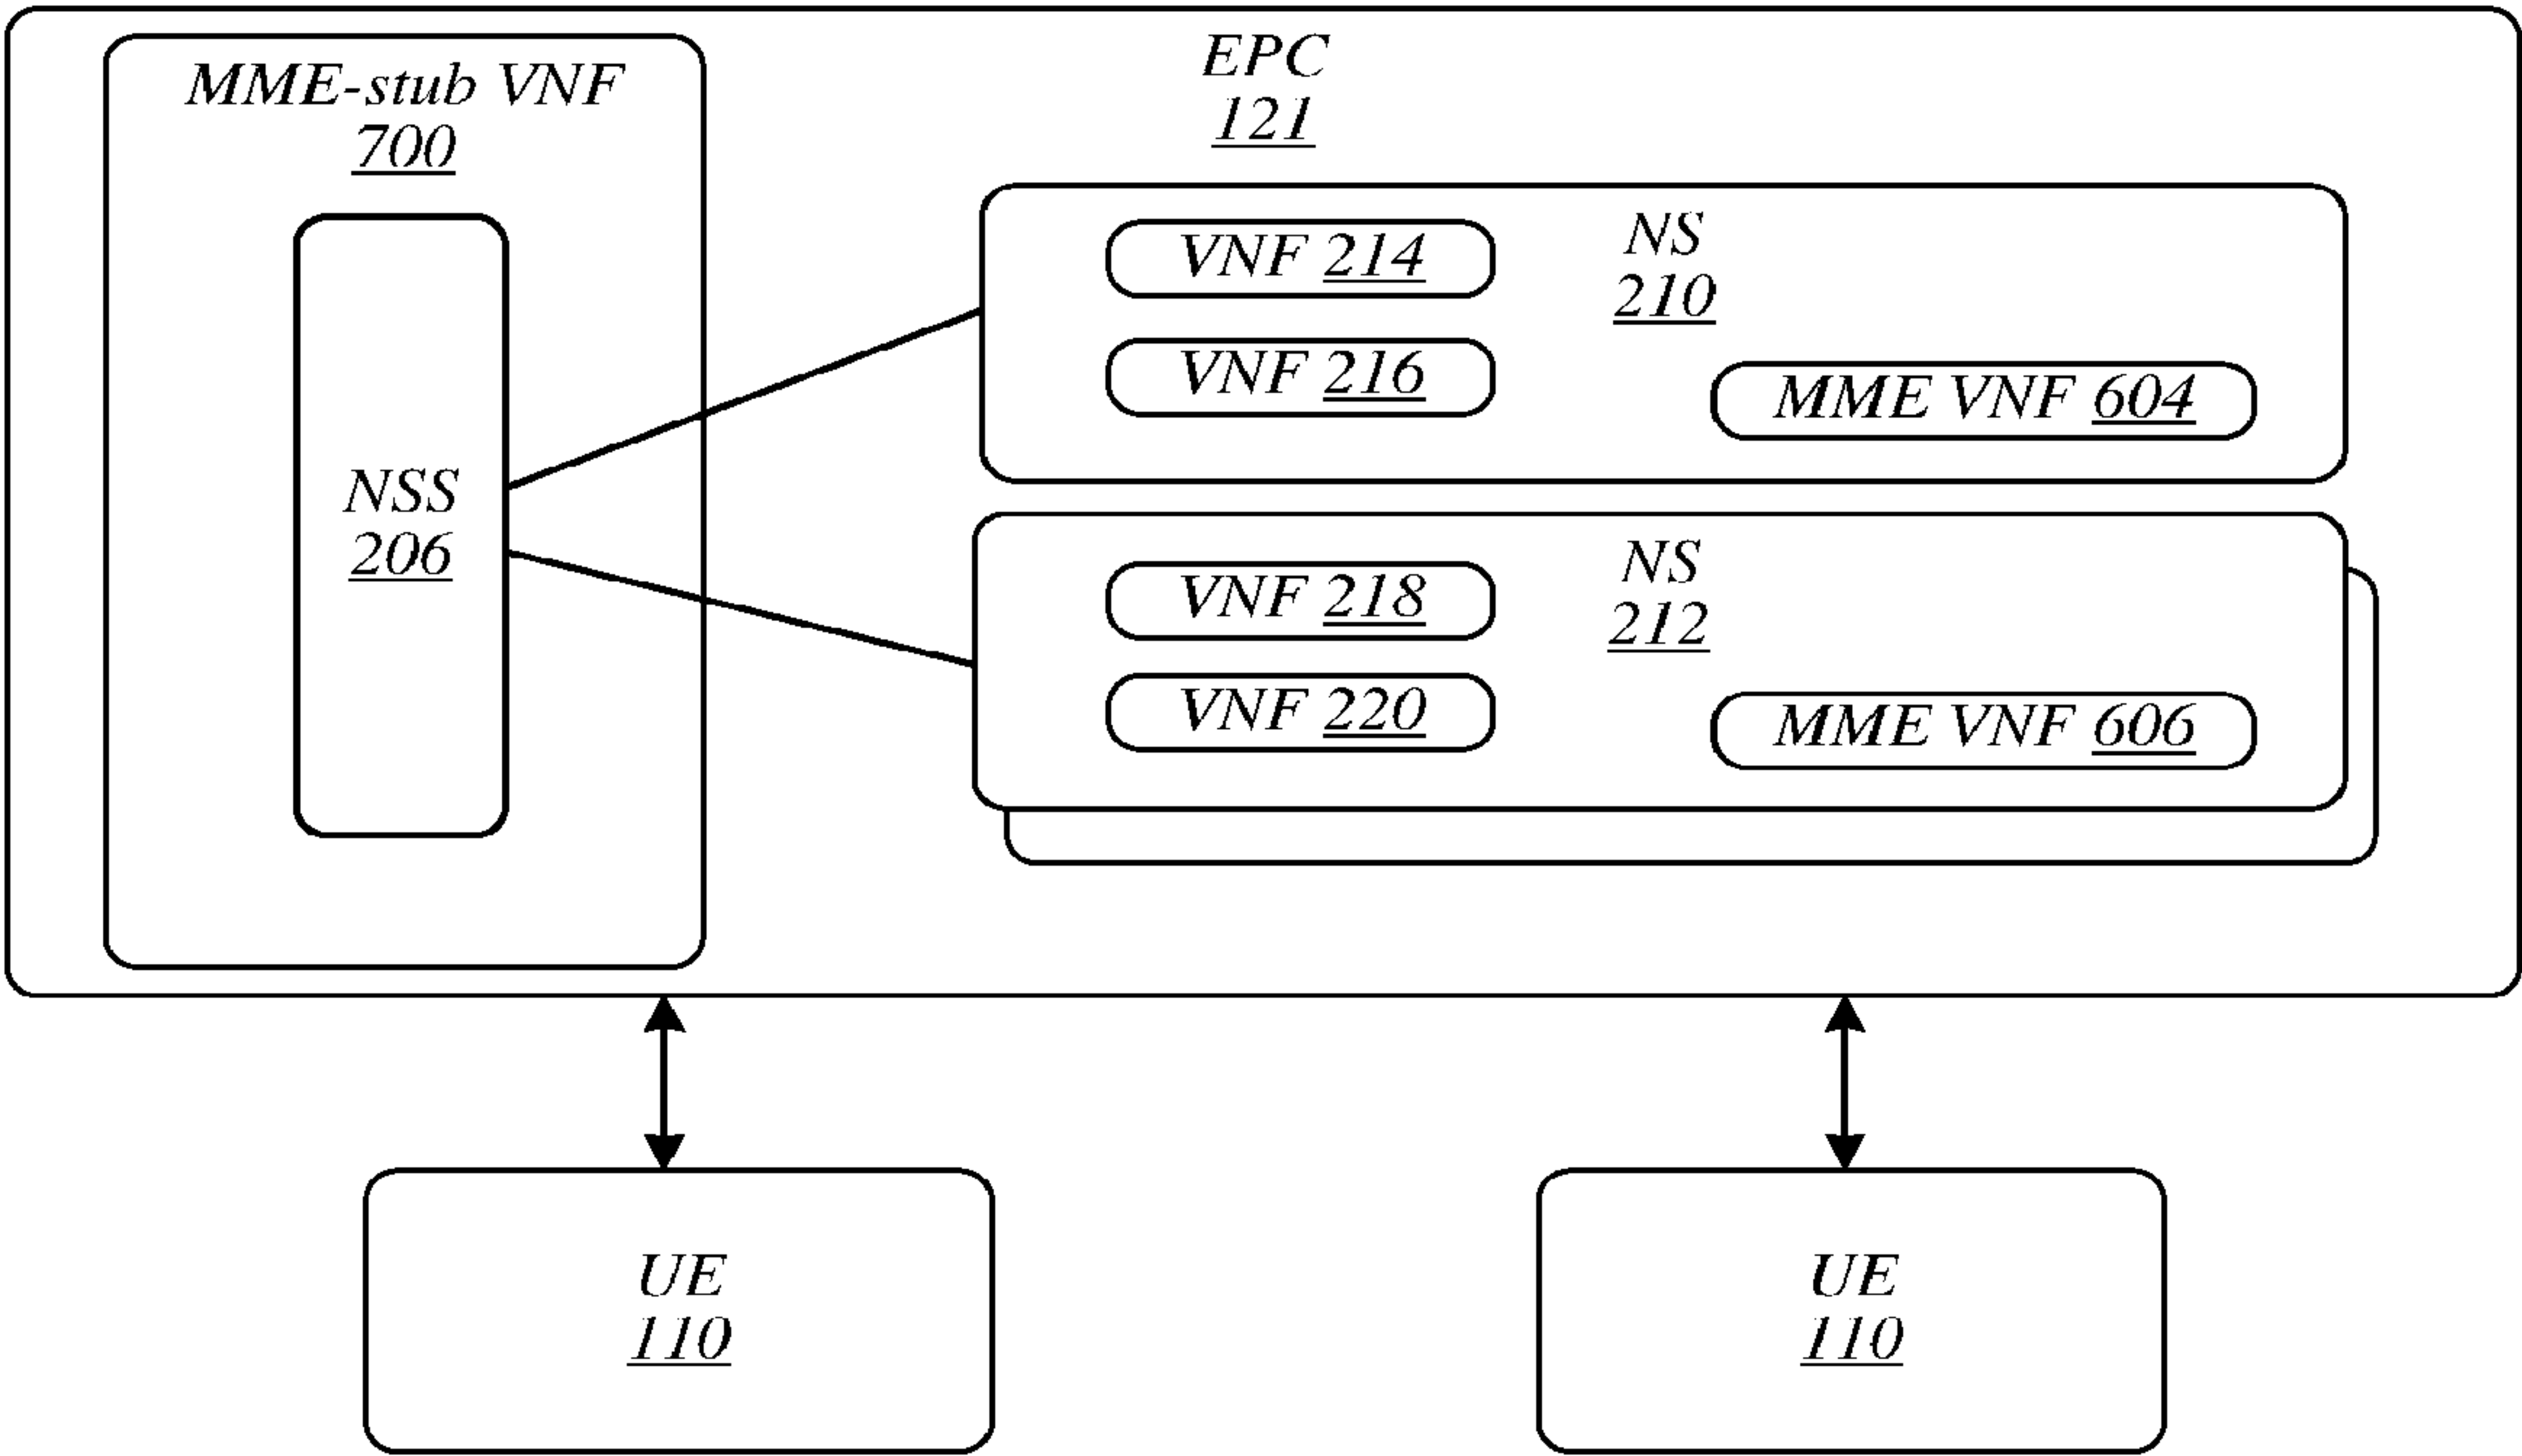 MME-stub VNF
700
NSS
206
EPC
121
VNF 214
VNF 216
NS
210
MME VNF 604
VNF 218
VNF 220
NS
212
MME VNF 606
UE
110
UE
110